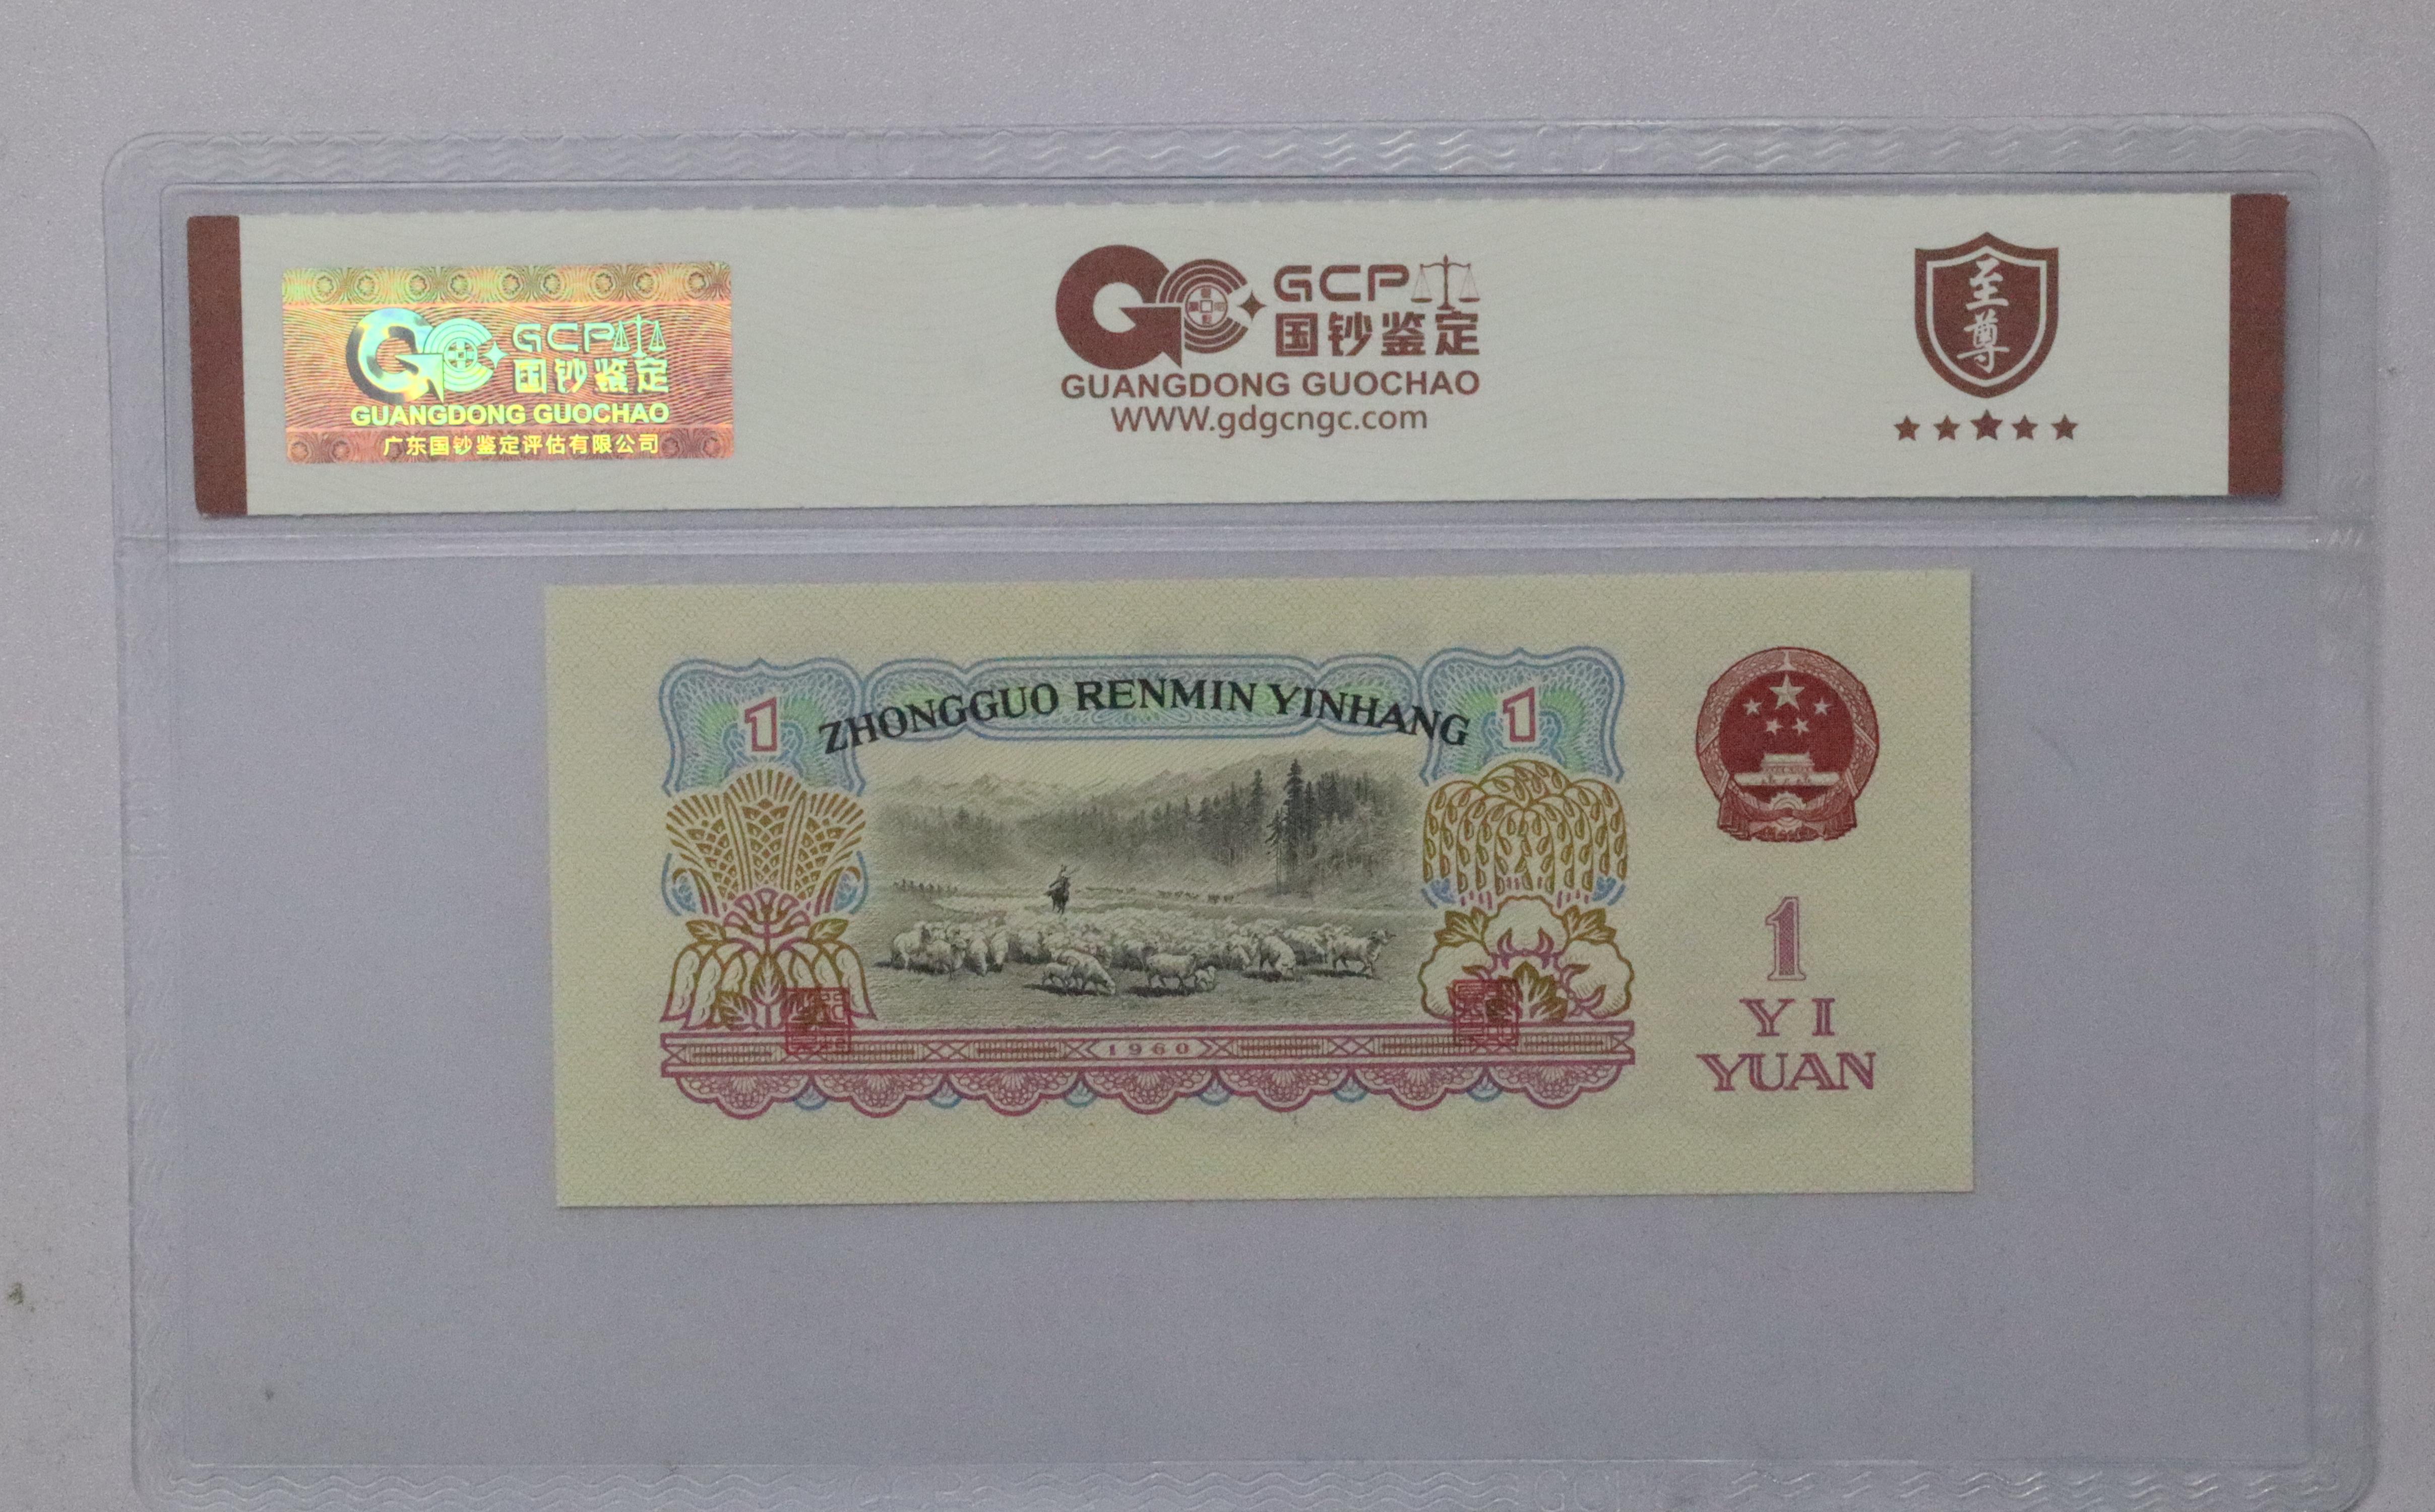 GCP
国钞鉴定
GUANGDONG GUOCHAO
广东国钞鉴定评估有限公司
GCP
国钞鉴定
GUANGDONG GUOCHAO
WWW.gdgcngc.com
至尊
1 ZHONGGUO RENMIN YINHANG 1
1
YI
YUAN
1960